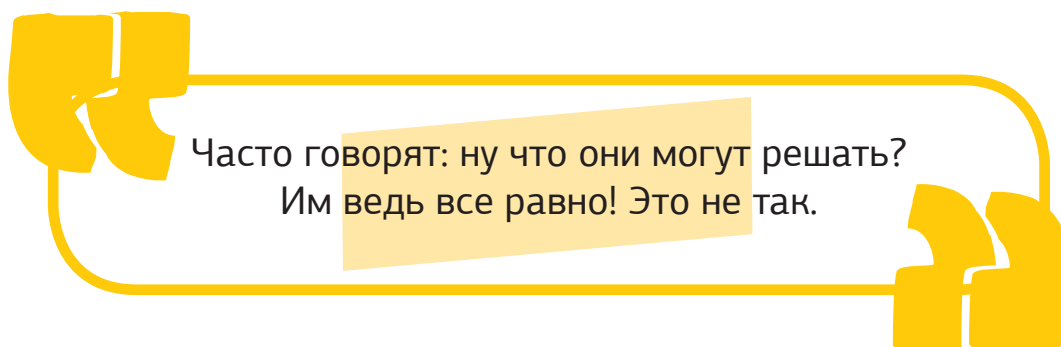 Часто говорят: ну что они могут решать?
Им ведь все равно! Это не так.